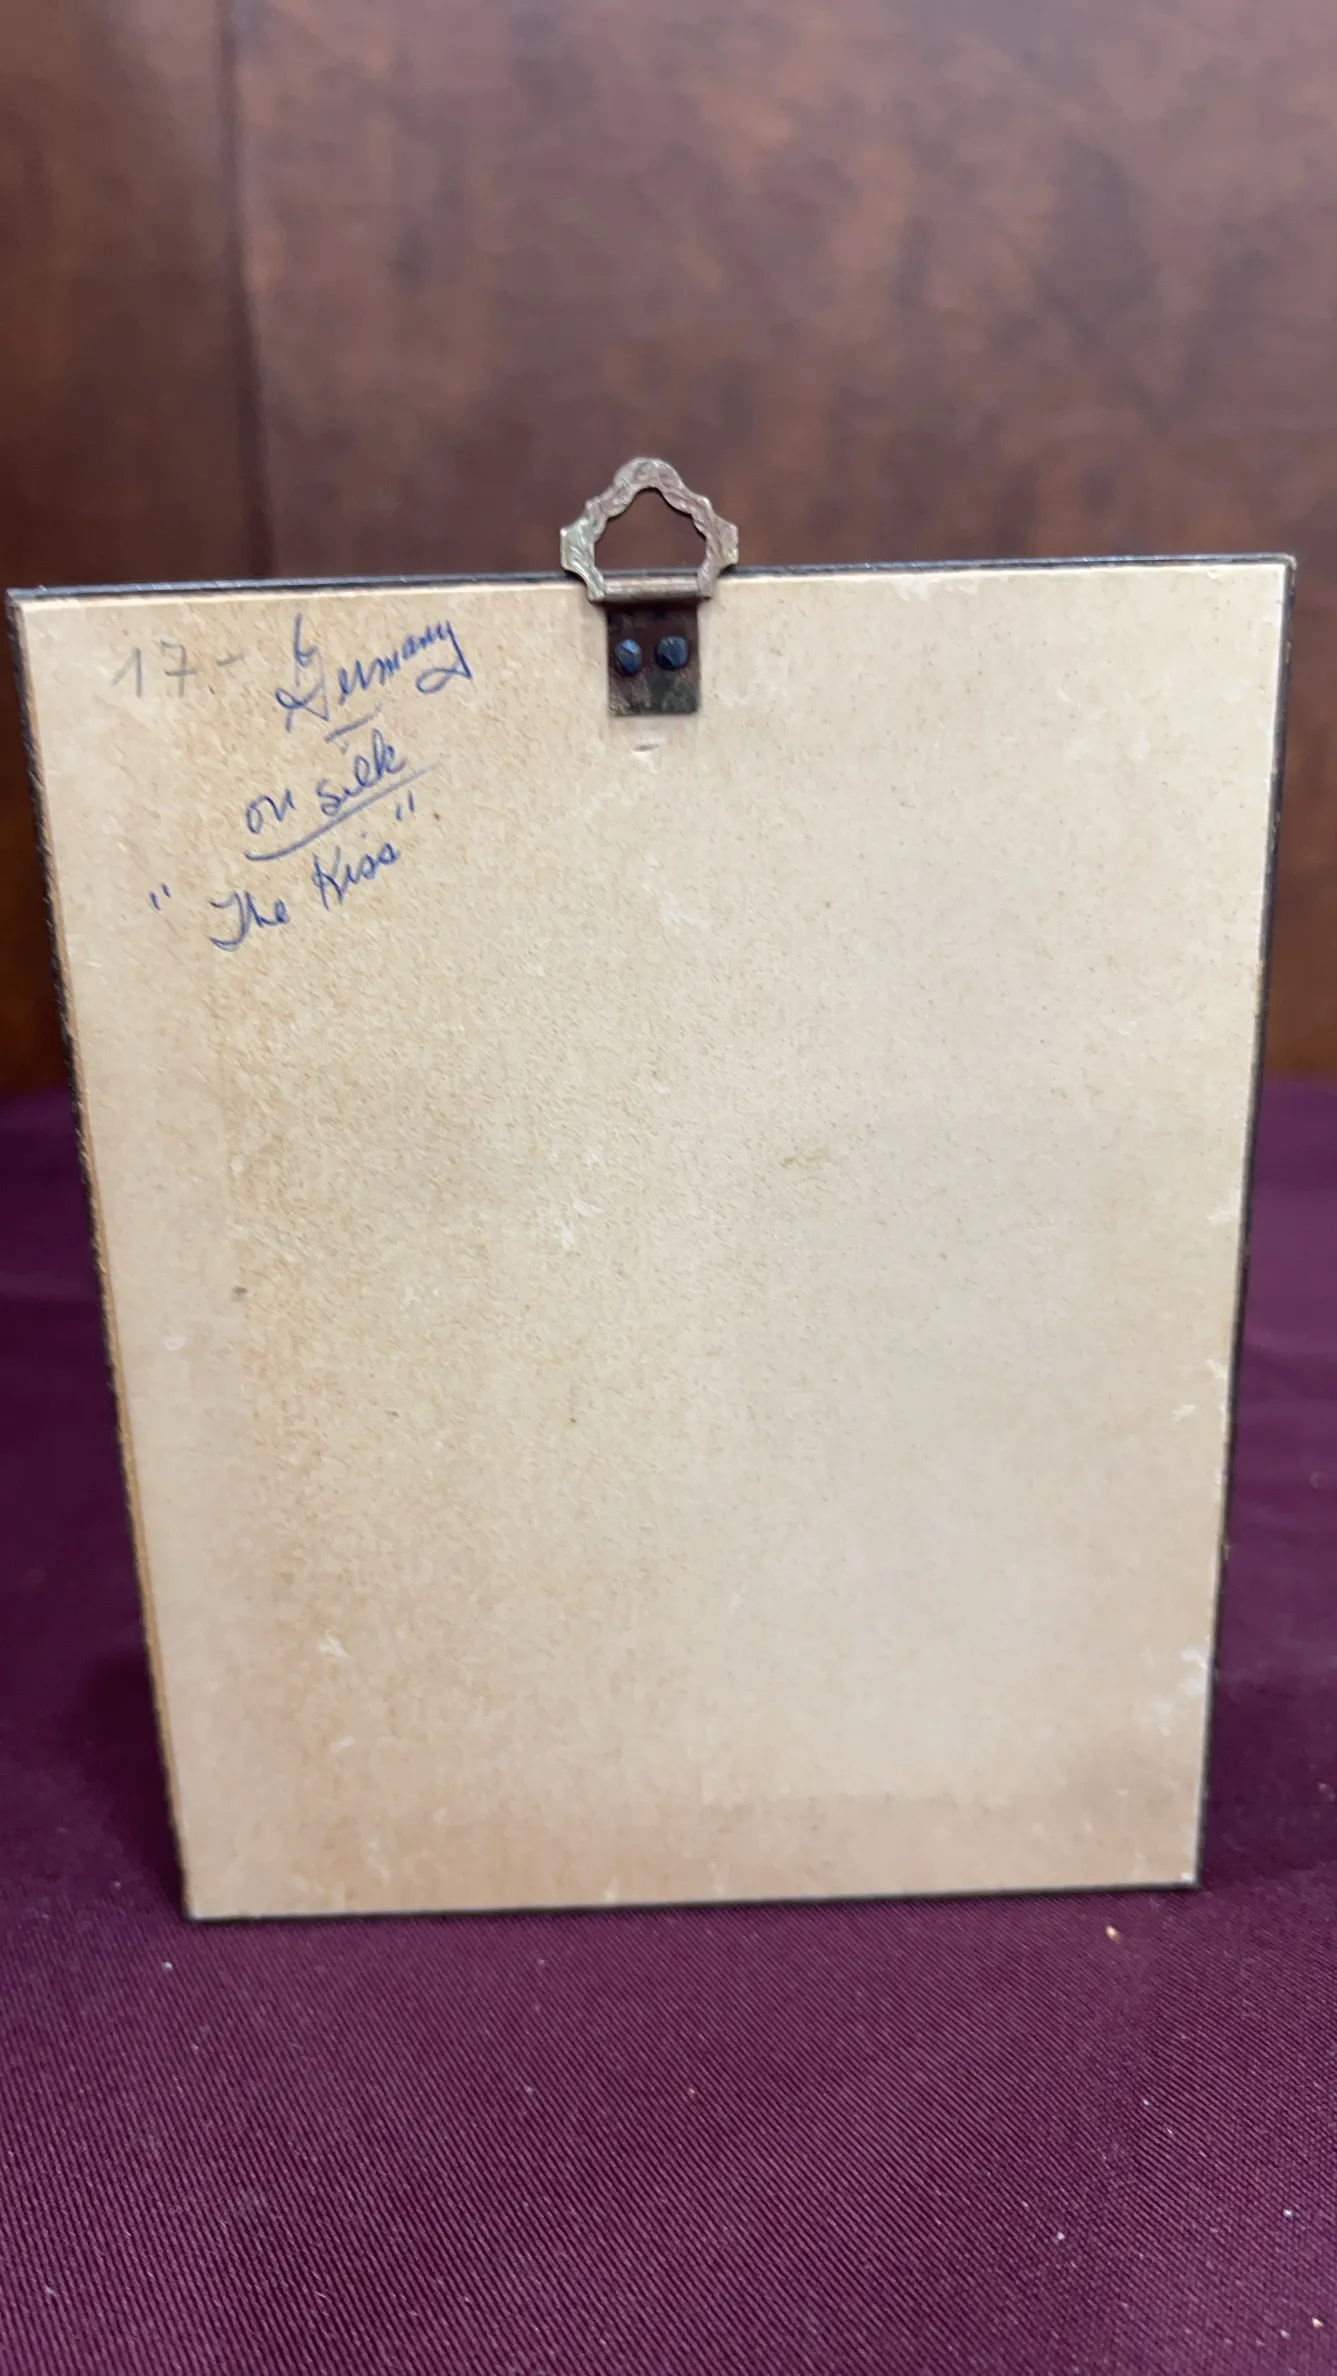 17- Germany
on silk
"The Kiss"